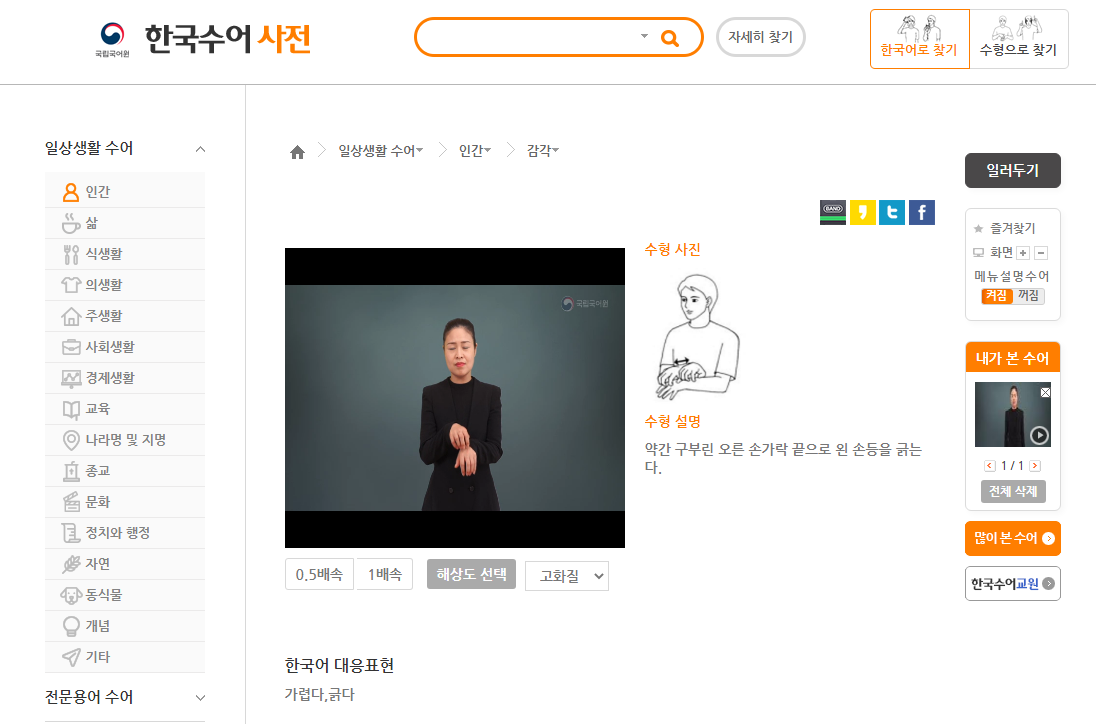 국립국어원
한국수어 사전
자세히 찾기
한국어로 찾기
수형으로 찾기
일상생활 수어
인간
삶
식생활
의생활
주생활
사회생활
경제생활
교육
나라명 및 지명
종교
문화
정치와 행정
자연
동식물
개념
기타
전문용어 수어
일상생활 수어
인간
감각
BAND
국립국어원
0.5배속
1배속
해상도 선택
고화질
수형 사진
수형 설명
약간 구부린 오른 손가락 끝으로 왼 손등을 긁는
다.
한국어 대응표현
가렵다,긁다
일러두기
즐겨찾기
화면 + −
메뉴설명수어
켜짐 꺼짐
내가 본 수어
1 / 1
전체 삭제
많이 본 수어
한국수어교원